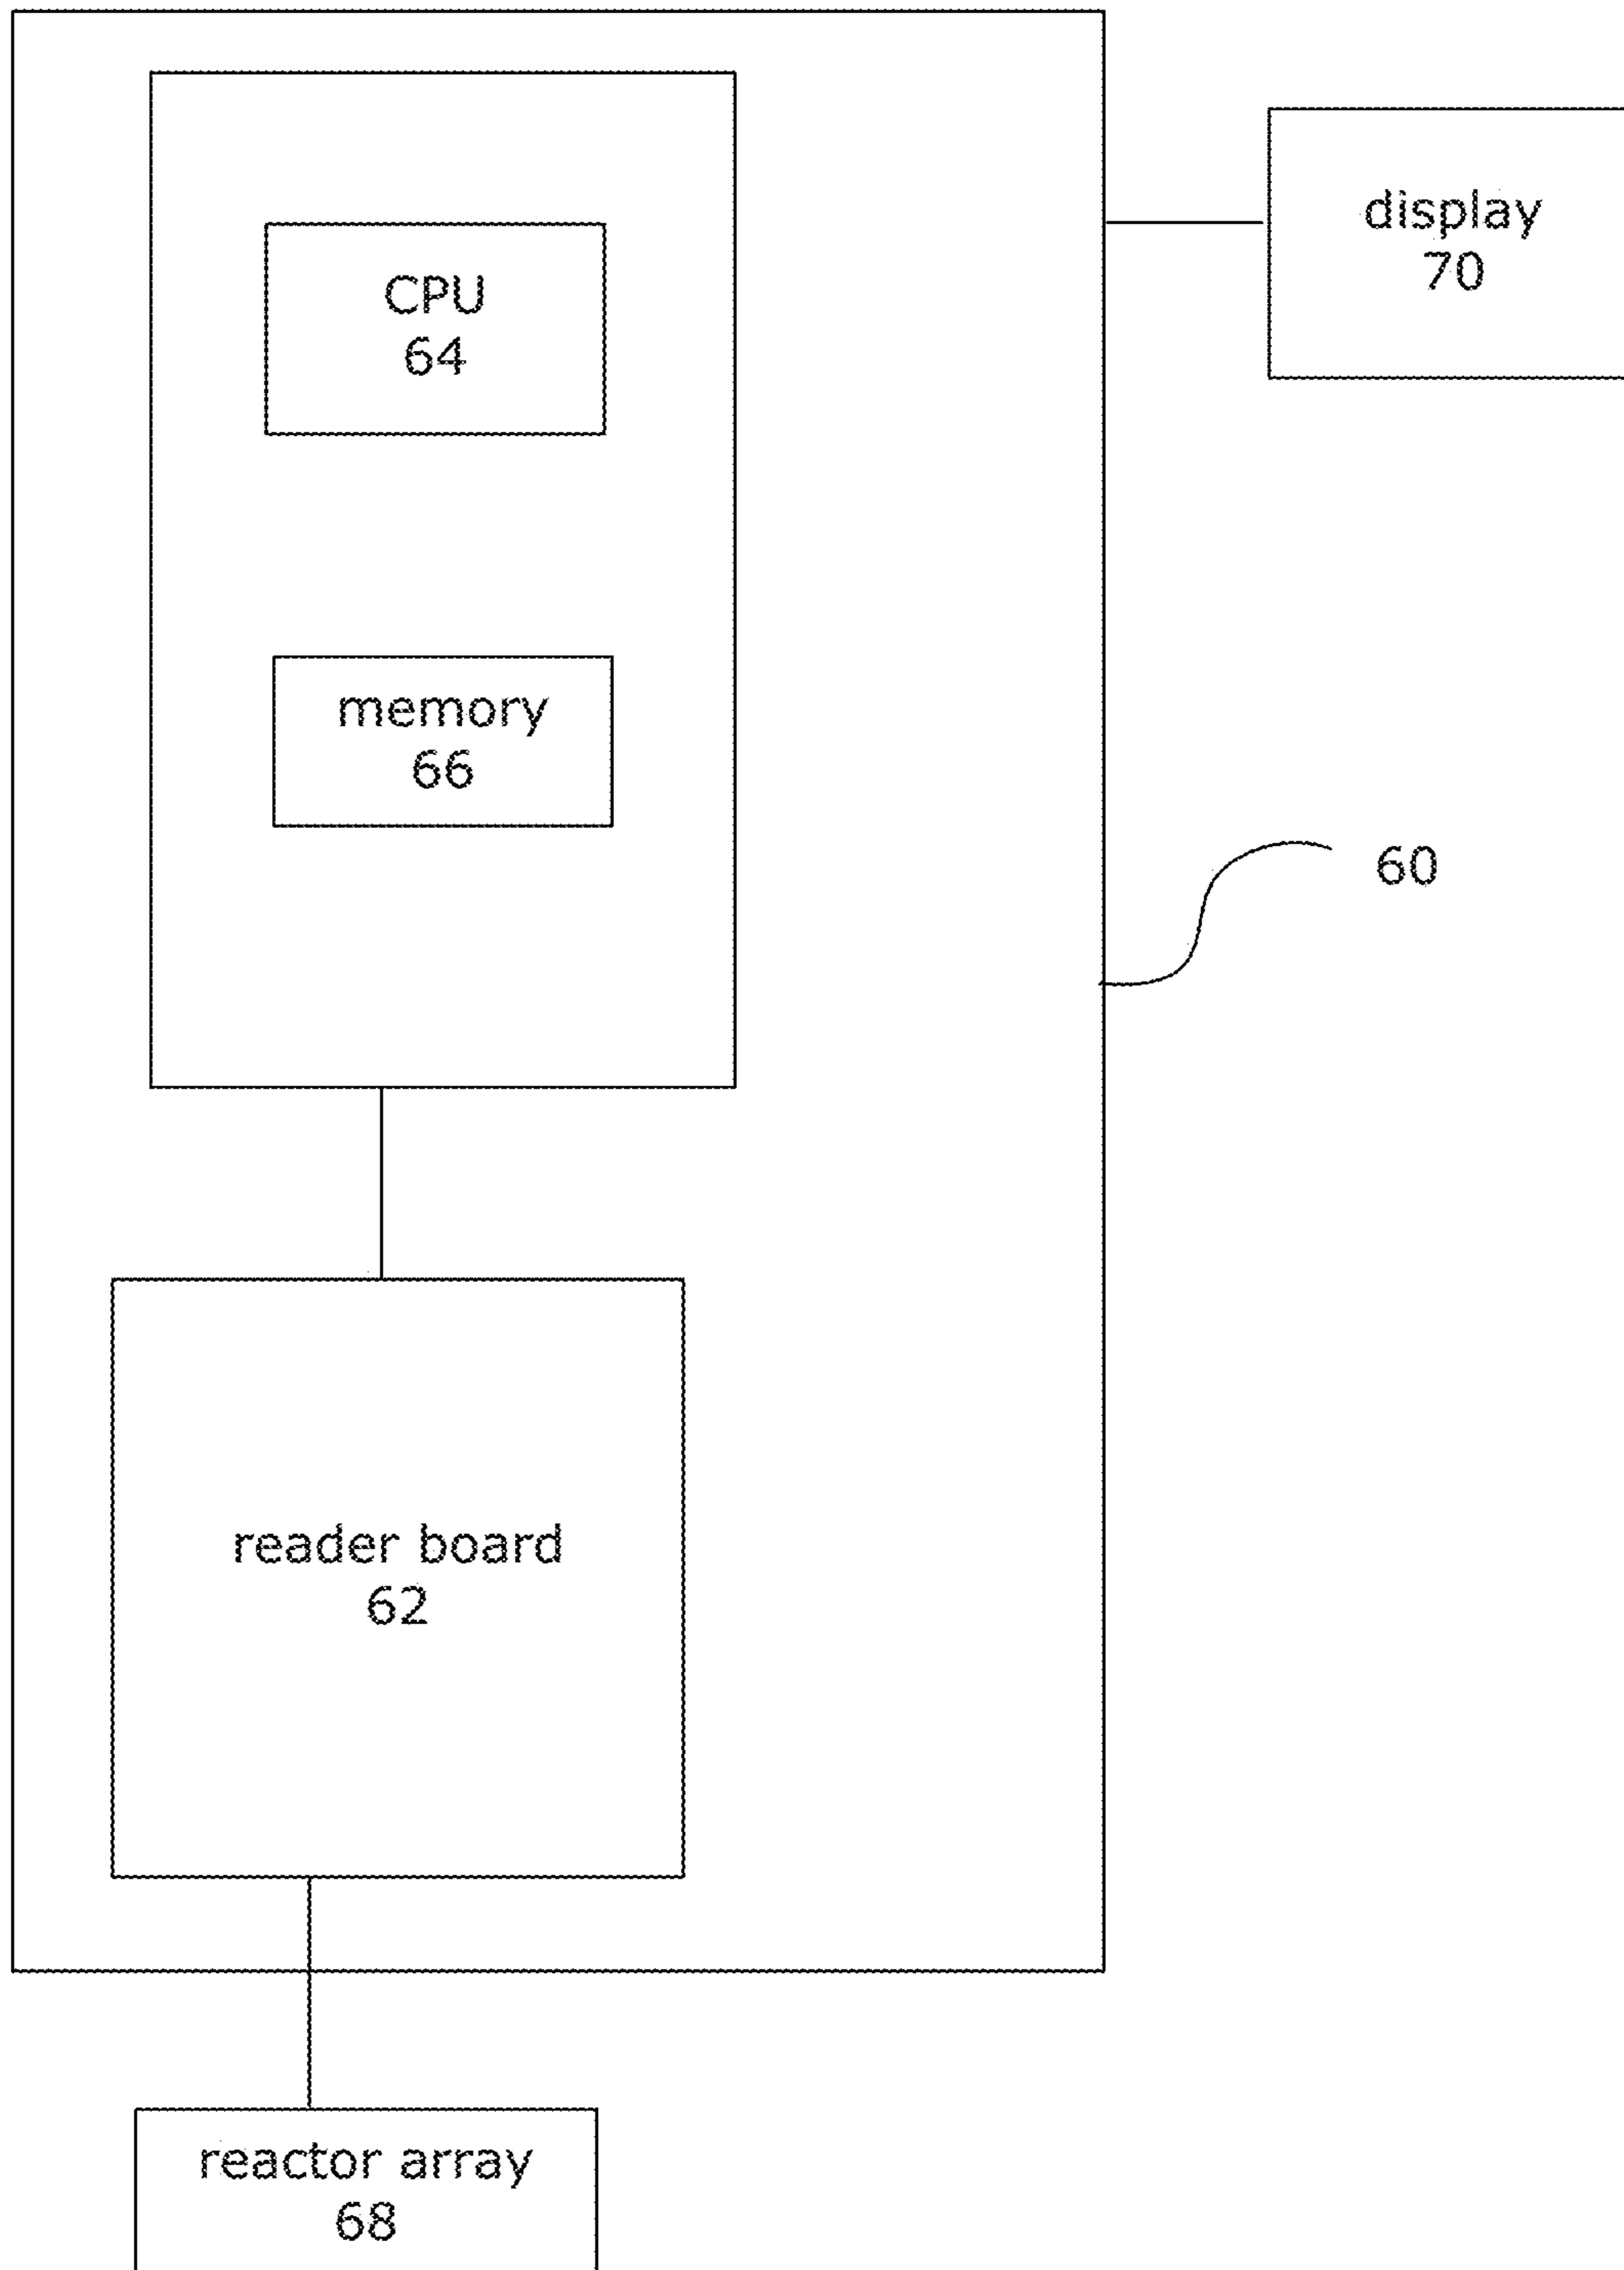 display
70
CPU
64
memory
66
60
reader board
62
reactor array
68